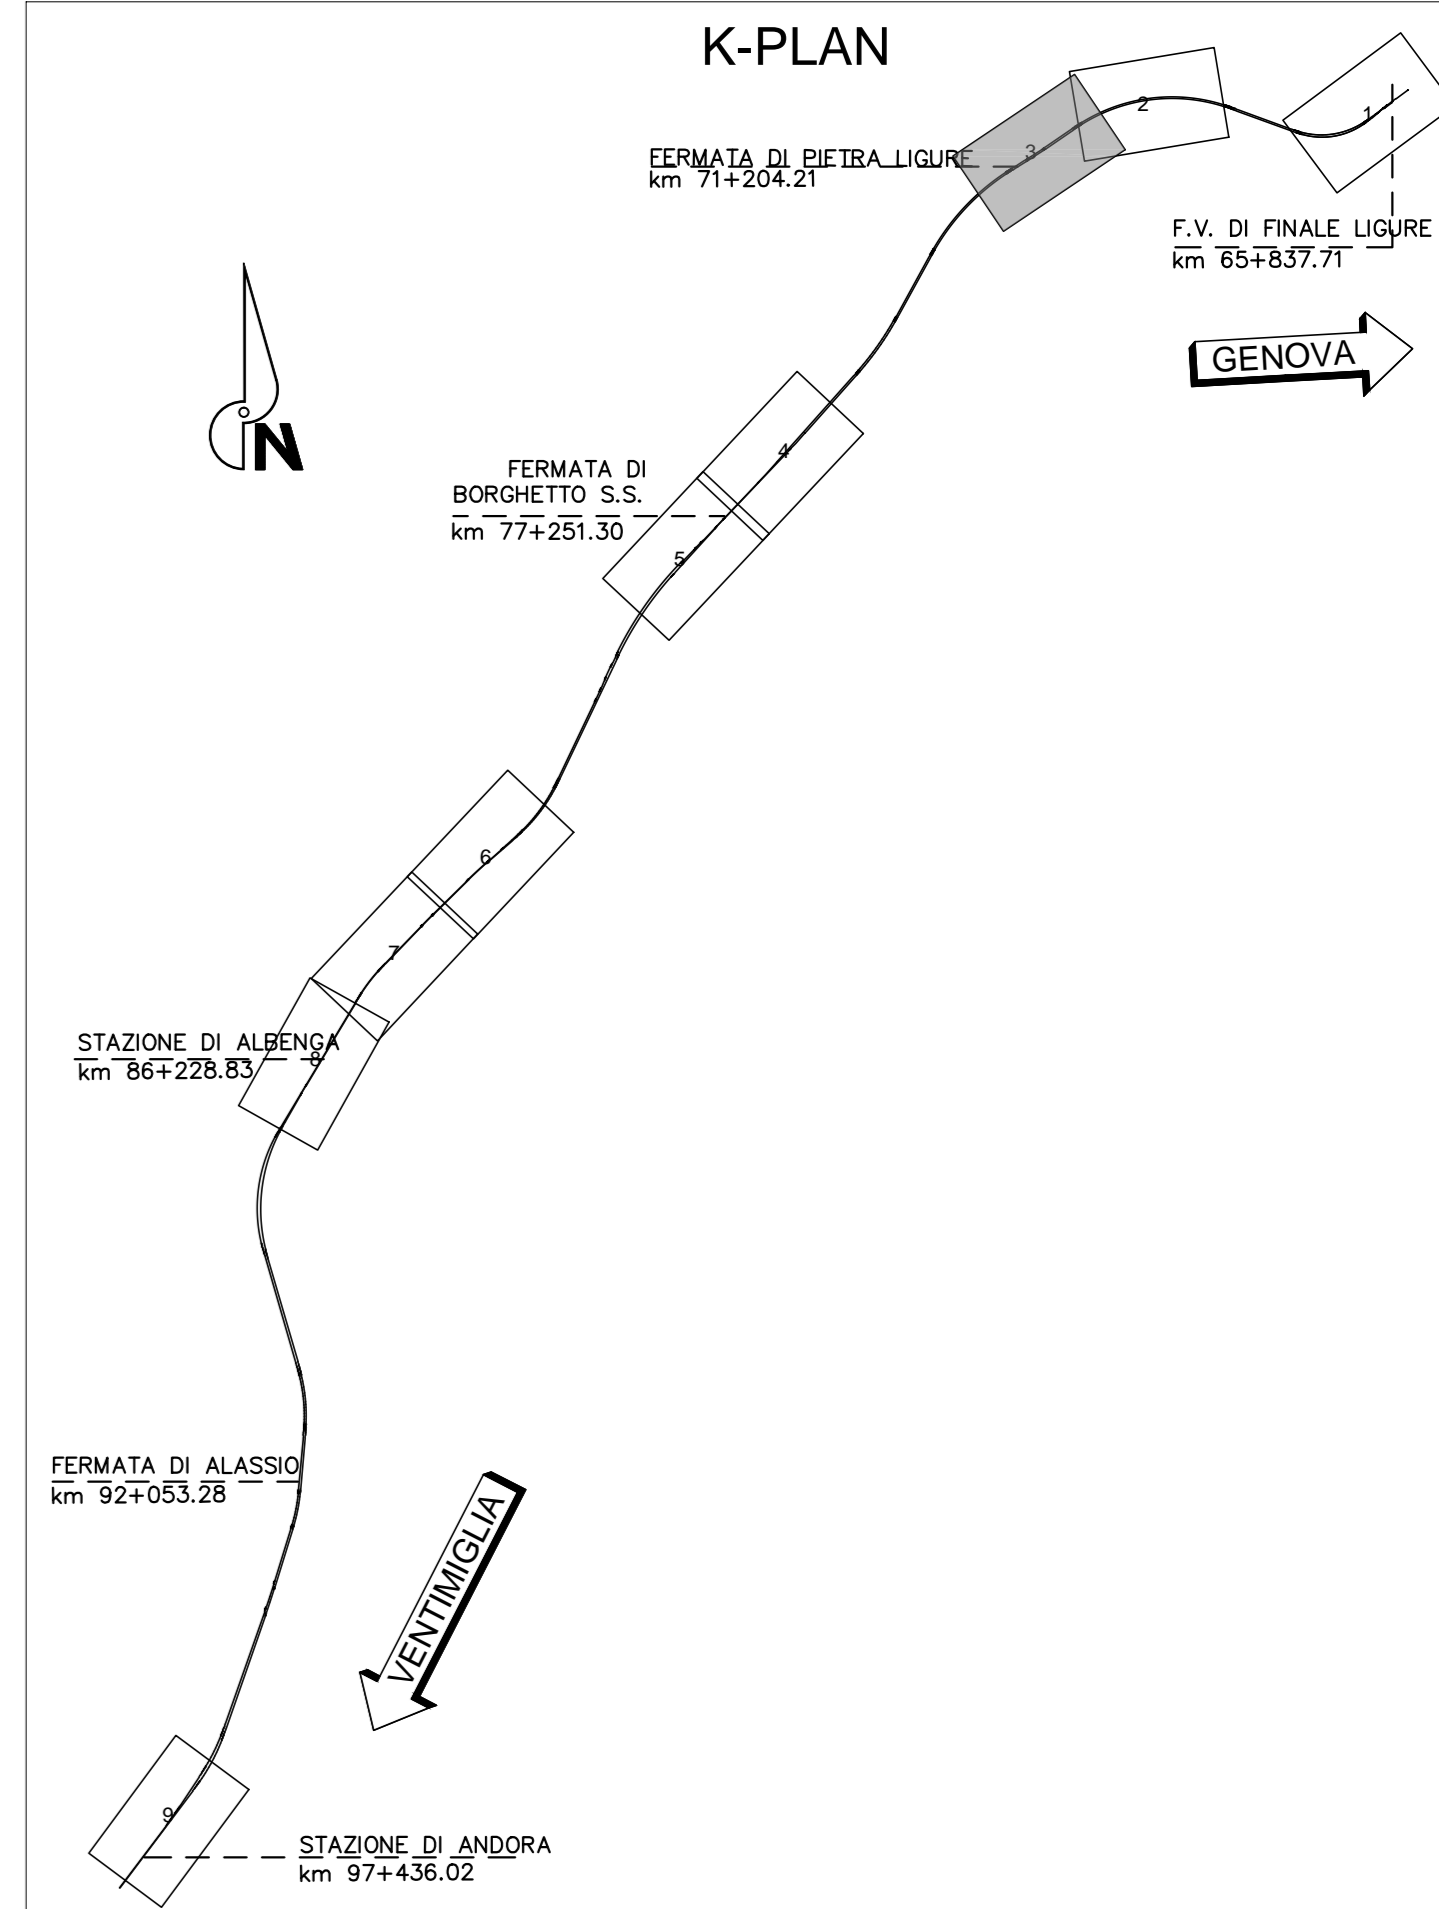 K-PLAN
1
2
3
FERMATA DI PIETRA LIGURE
km 71+204.21
F.V. DI FINALE LIGURE
km 65+837.71
GENOVA
N
4
FERMATA DI
BORGHETTO S.S.
km 77+251.30
5
6
7
STAZIONE DI ALBENGA
km 86+228.83
8
FERMATA DI ALASSIO
km 92+053.28
VENTIMIGLIA
9
STAZIONE DI ANDORA
km 97+436.02